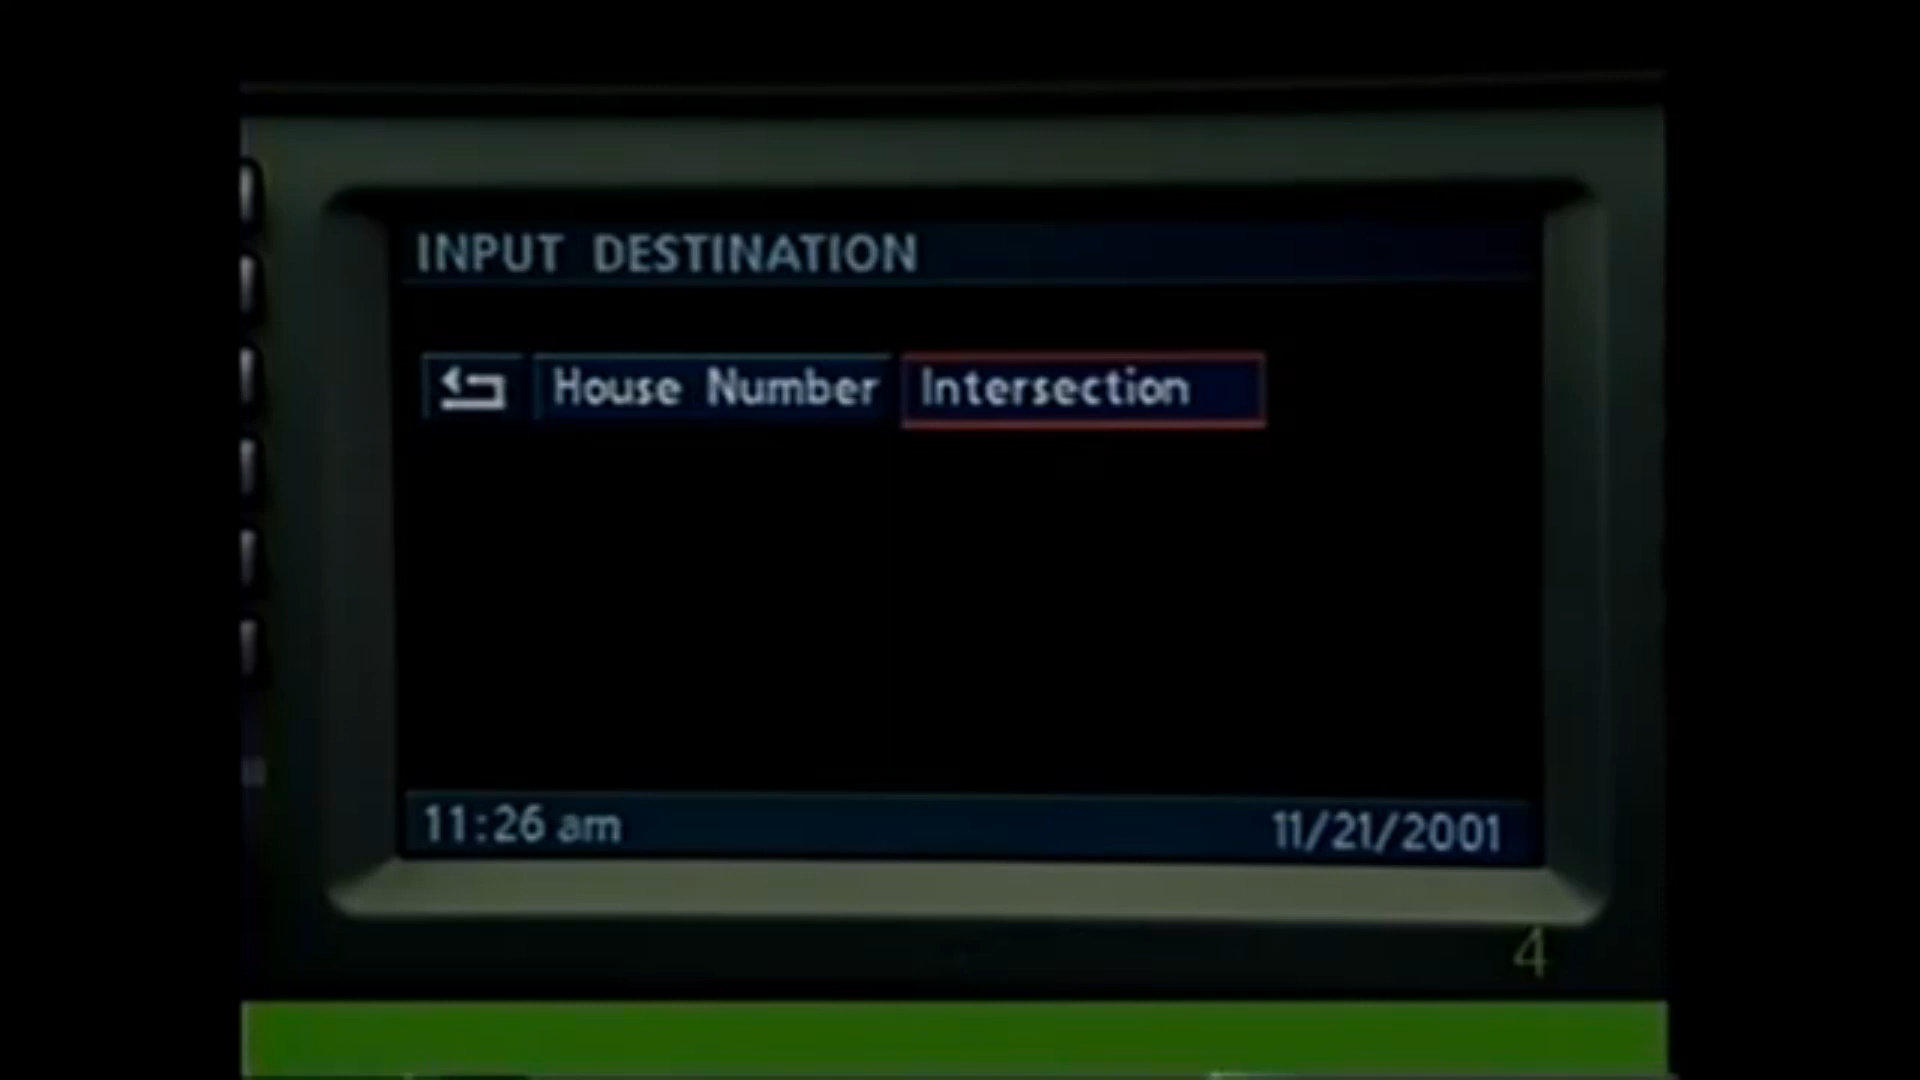 INPUT DESTINATION
House Number Intersection
11:26 am 11/21/2001
4